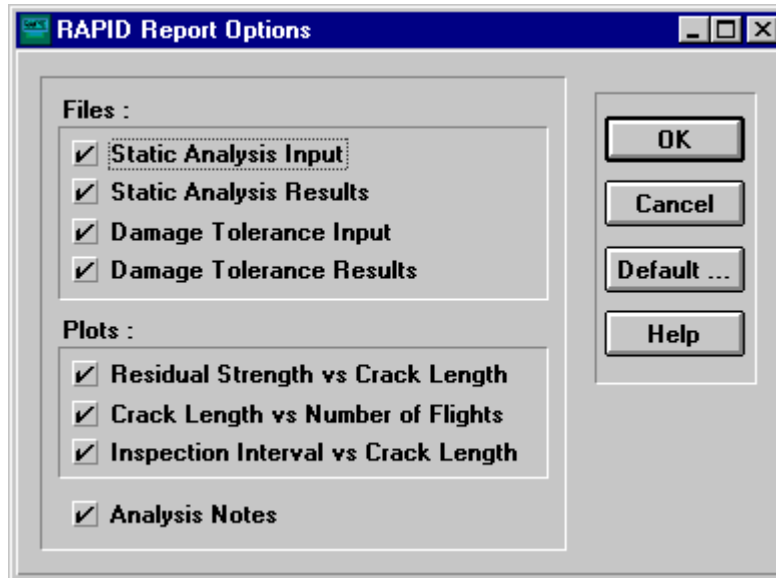 RAPID Report Options
Files :
Static Analysis Input
Static Analysis Results
Damage Tolerance Input
Damage Tolerance Results
Plots :
Residual Strength vs Crack Length
Crack Length vs Number of Flights
Inspection Interval vs Crack Length
Analysis Notes
OK
Cancel
Default ...
Help